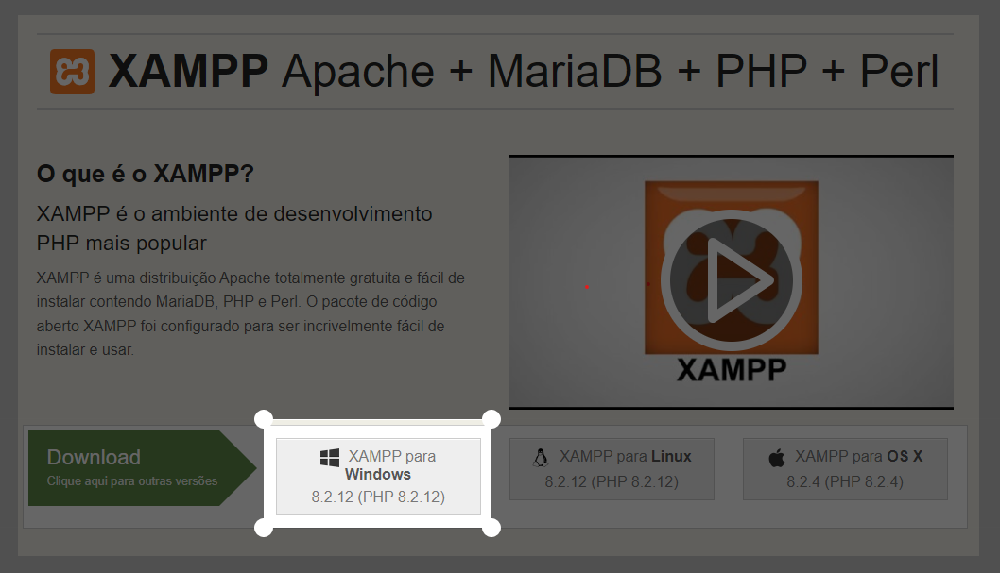 XAMPP Apache + MariaDB + PHP + Perl
O que é o XAMPP?
XAMPP é o ambiente de desenvolvimento
PHP mais popular
XAMPP é uma distribuição Apache totalmente gratuita e fácil de
instalar contendo MariaDB, PHP e Perl. O pacote de código
aberto XAMPP foi configurado para ser incrivelmente fácil de
instalar e usar.
XAMPP
Download
Clique aqui para outras versões
XAMPP para
Windows
8.2.12 (PHP 8.2.12)
XAMPP para Linux
8.2.12 (PHP 8.2.12)
XAMPP para OS X
8.2.4 (PHP 8.2.4)